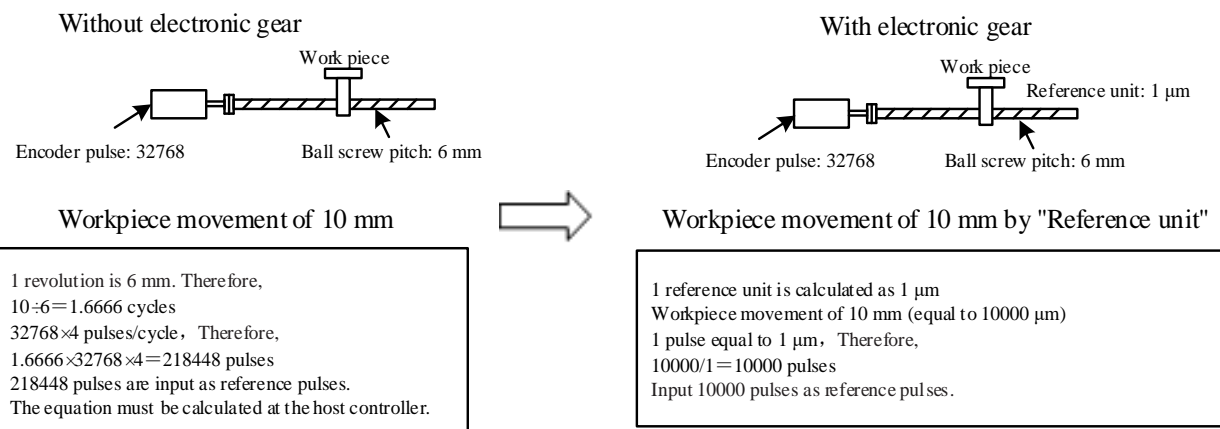 Without electronic gear
Work piece
Encoder pulse: 32768
Ball screw pitch: 6 mm
Workpiece movement of 10 mm
1 revolution is 6 mm. Therefore,
10÷6＝1.6666 cycles
32768×4 pulses/cycle，Therefore,
1.6666×32768×4＝218448 pulses
218448 pulses are input as reference pulses.
The equation must be calculated at the host controller.
With electronic gear
Work piece
Reference unit: 1 μm
Encoder pulse: 32768
Ball screw pitch: 6 mm
Workpiece movement of 10 mm by "Reference unit"
1 reference unit is calculated as 1 μm
Workpiece movement of 10 mm (equal to 10000 μm)
1 pulse equal to 1 μm，Therefore,
10000/1＝10000 pulses
Input 10000 pulses as reference pulses.